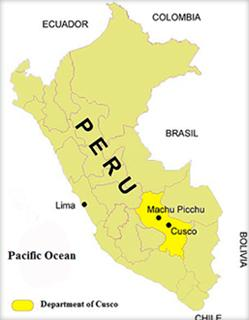 COLOMBIA
ECUADOR
PERU
BRASIL
Lima
Machu Picchu
Cusco
BOLIVIA
Pacific Ocean
Department of Cusco
CHILE